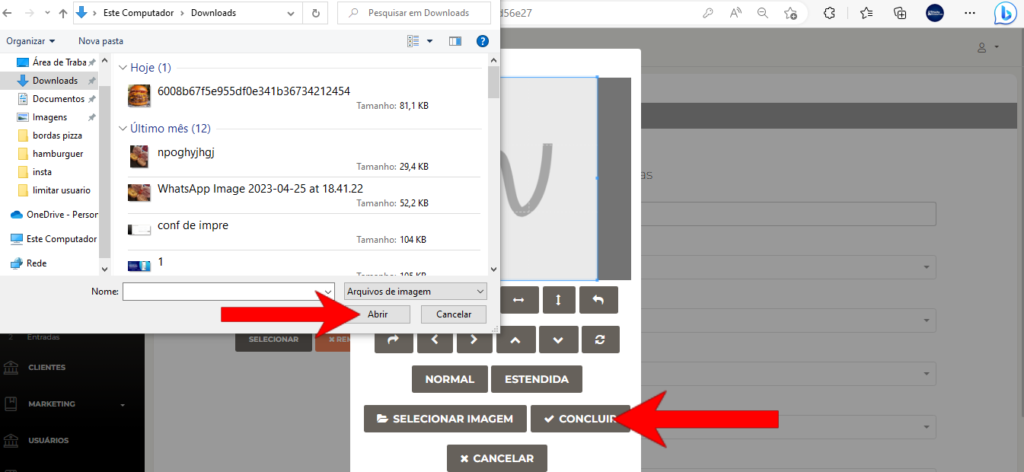 Este Computador > Downloads
Pesquisar em Downloads
d56e27
Organizar
Nova pasta
Área de Traba
Downloads
Documentos
Imagens
bordas pizza
hamburguer
insta
limitar usuario
OneDrive - Person
Este Computador
Rede
Hoje (1)
6008b67f5e955df0e341b36734212454
Tamanho: 81,1 KB
Último mês (12)
npoghyjhgj
Tamanho: 29,4 KB
WhatsApp Image 2023-04-25 at 18.41.22
Tamanho: 52,2 KB
conf de impre
Tamanho: 104 KB
1
Tamanho: 105 KB
Nome:
Arquivos de imagem
Abrir
Cancelar
as
2 Entradas
SELECIONAR
✖ REM
CLIENTES
MARKETING
USUÁRIOS
NORMAL
ESTENDIDA
SELECIONAR IMAGEM
CONCLUIR
✖ CANCELAR